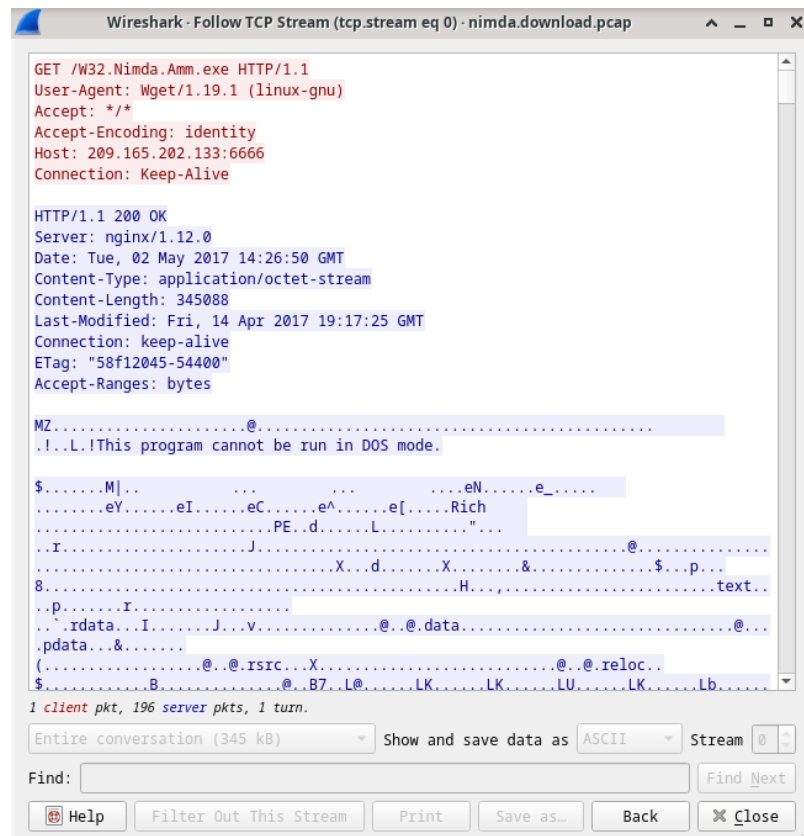 Wireshark · Follow TCP Stream (tcp.stream eq 0) · nimda.download.pcap
GET /W32.Nimda.Amm.exe HTTP/1.1
User-Agent: Wget/1.19.1 (linux-gnu)
Accept: */*
Accept-Encoding: identity
Host: 209.165.202.133:6666
Connection: Keep-Alive
HTTP/1.1 200 OK
Server: nginx/1.12.0
Date: Tue, 02 May 2017 14:26:50 GMT
Content-Type: application/octet-stream
Content-Length: 345088
Last-Modified: Fri, 14 Apr 2017 19:17:25 GMT
Connection: keep-alive
ETag: "58f12045-54400"
Accept-Ranges: bytes
MZ......................@................................................
.!..L.!This program cannot be run in DOS mode.
$.......M|.. ... ... ....eN......e_.....
........eY......eI......eC......e^......e[.....Rich
...........................PE..d......L.........."...
..r.....................J...........................................@...............
..................................X...d.......X........&..............$...p...
8...............................................H...,........................text..
..p.......r..................
..`.rdata...I.......J...v..............@..@.data...............................@...
.pdata...&.......
(..................@..@.rsrc...X...........................@..@.reloc..
$............B..............@..B7..L@......LK......LK......LU......LK......Lb......
1 client pkt, 196 server pkts, 1 turn.
Entire conversation (345 kB) Show and save data as ASCII Stream 0
Find: Find Next
Help Filter Out This Stream Print Save as… Back Close